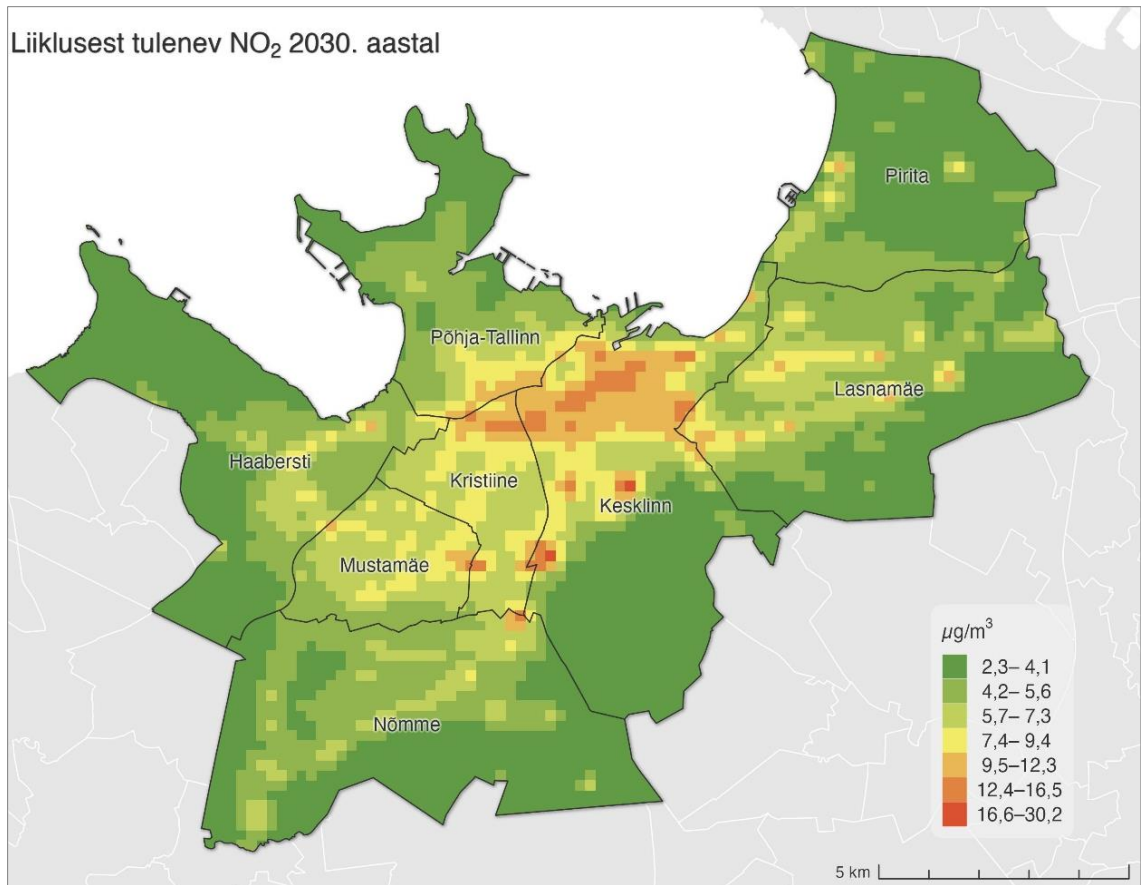 Liiklusest tulenev NO₂ 2030. aastal
Pirita
Põhja-Tallinn
Lasnamäe
Haabersti
Kristiine
Kesklinn
Mustamäe
Nõmme
µg/m³
2,3– 4,1
4,2– 5,6
5,7– 7,3
7,4– 9,4
9,5–12,3
12,4–16,5
16,6–30,2
5 km